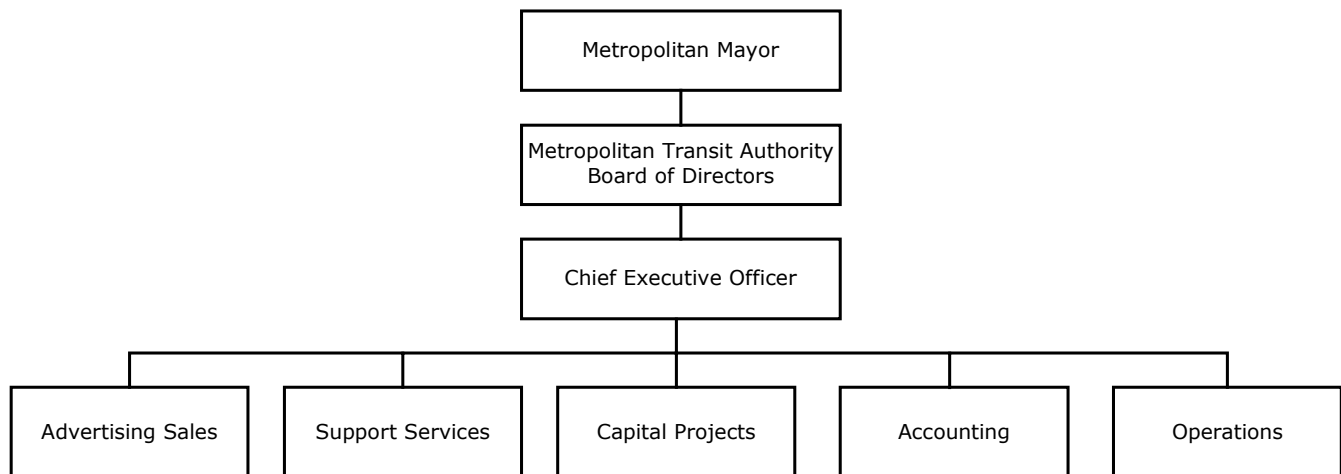 Metropolitan Mayor
Metropolitan Transit Authority
Board of Directors
Chief Executive Officer
Advertising Sales
Support Services
Capital Projects
Accounting
Operations